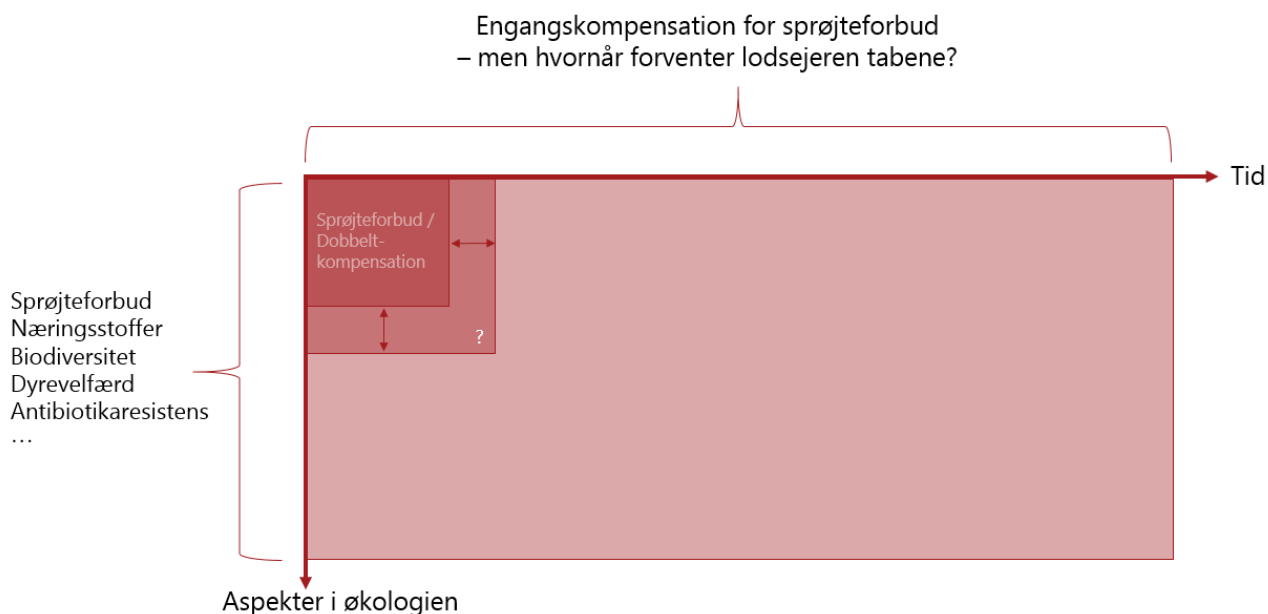 Engangskompensation for sprøjteforbud
– men hvornår forventer lodsejeren tabene?
Tid
Sprøjteforbud /
Dobbelt-
kompensation
?
Sprøjteforbud
Næringsstoffer
Biodiversitet
Dyrevelfærd
Antibiotikaresistens
...
Aspekter i økologien